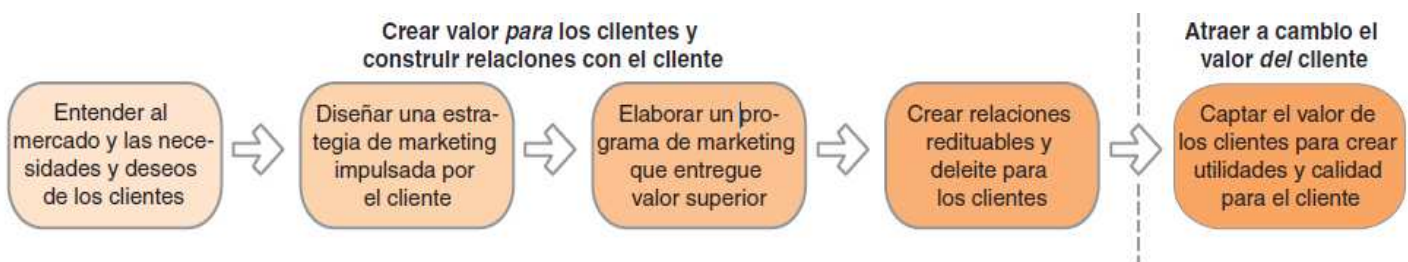 Crear valor para los clientes y
construir relaciones con el cliente
Atraer a cambio el
valor del cliente
Entender al
mercado y las nece-
sidades y deseos
de los clientes
Diseñar una estra-
tegia de marketing
impulsada por
el cliente
Elaborar un pro-
grama de marketing
que entregue
valor superior
Crear relaciones
redituables y
deleite para
los clientes
Captar el valor de
los clientes para crear
utilidades y calidad
para el cliente